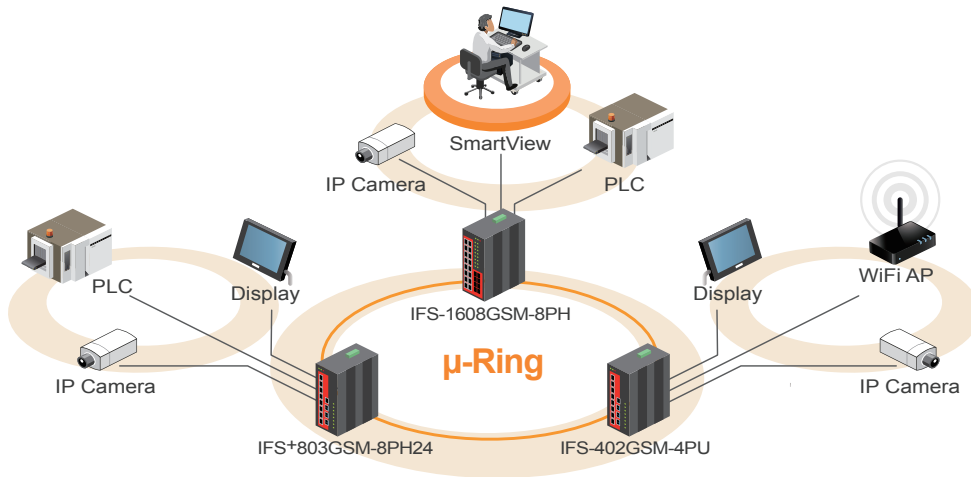 SmartView
IP Camera
PLC
PLC
Display
Display
WiFi AP
IFS-1608GSM-8PH
µ-Ring
IP Camera
IP Camera
IFS+803GSM-8PH24
IFS-402GSM-4PU